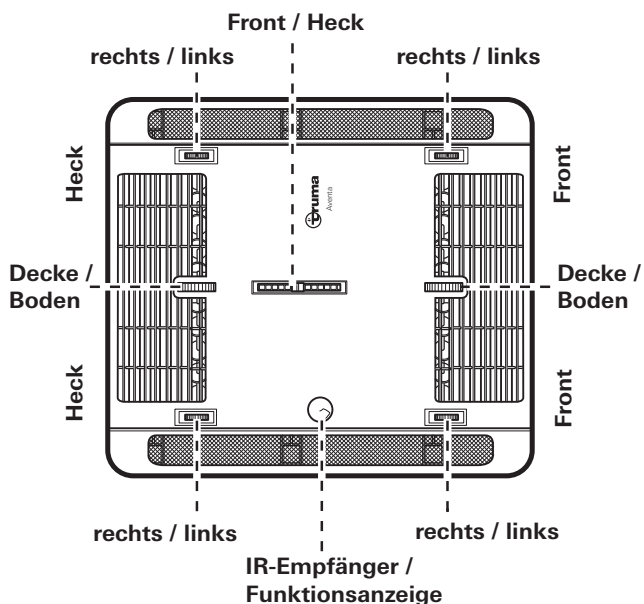 Front / Heck
rechts / links
rechts / links
Heck
Front
truma
Aventa
Decke /
Boden
Decke /
Boden
Heck
Front
rechts / links
rechts / links
IR-Empfänger /
Funktionsanzeige